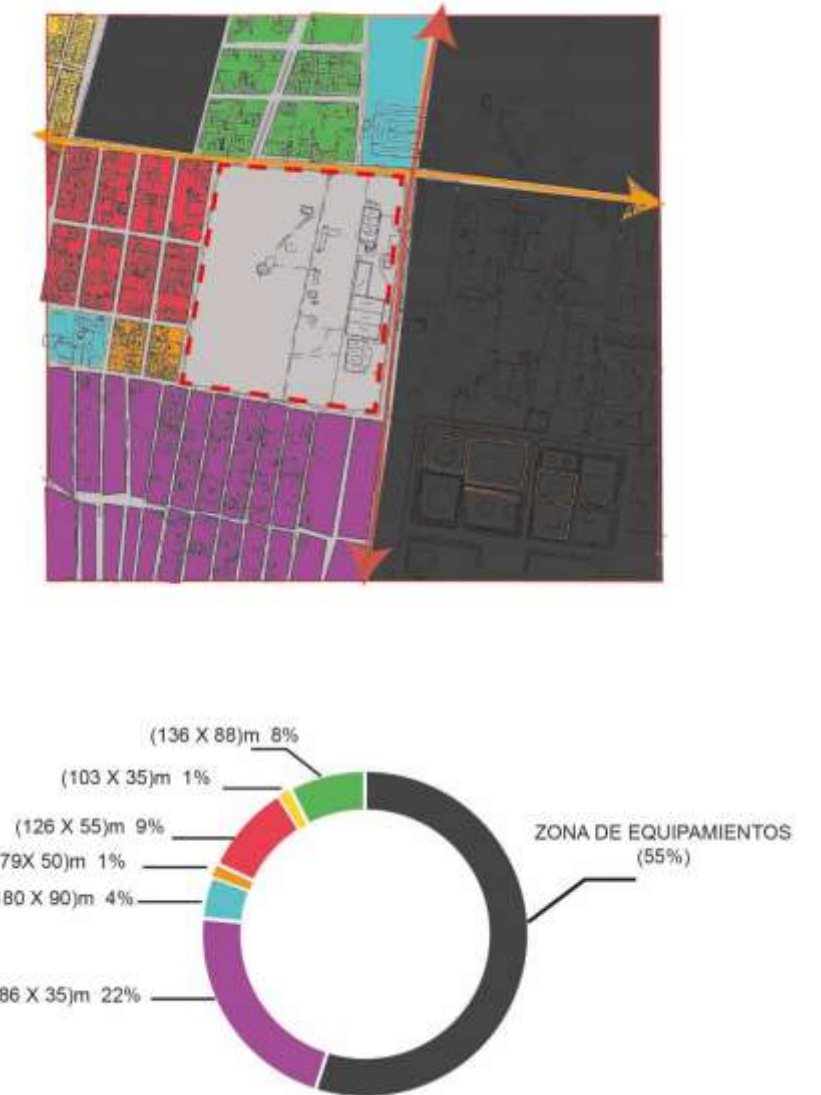 (136 X 88)m 8%
(103 X 35)m 1%
(126 X 55)m 9%
79X 50)m 1%
80 X 90)m 4%
86 X 35)m 22%
ZONA DE EQUIPAMIENTOS
(55%)